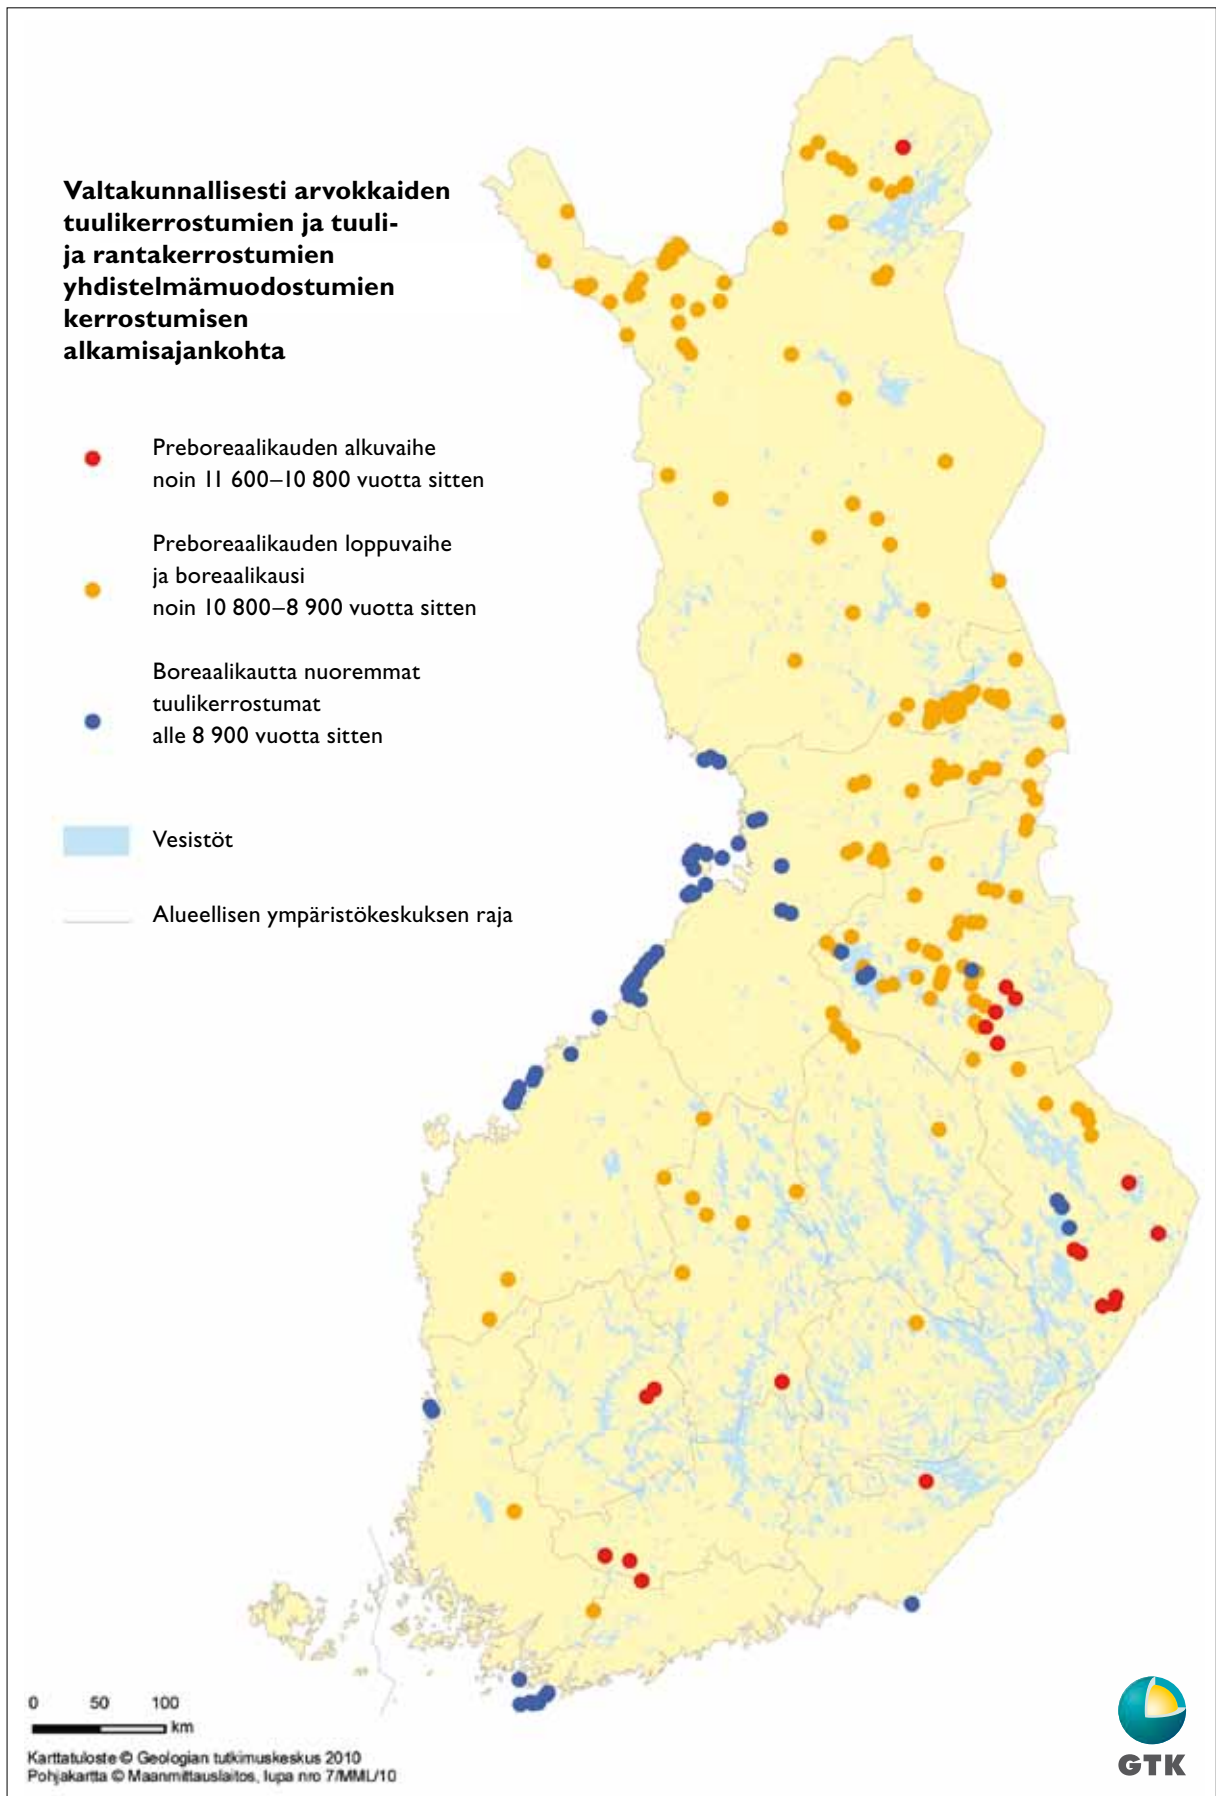 Valtakunnallisesti arvokkaiden
tuulikerrostumien ja tuuli-
ja rantakerrostumien
yhdistelmämuodostumien
kerrostumisen
alkamisajankohta
Preboreaalikauden alkuvaihe
noin 11 600–10 800 vuotta sitten
Preboreaalikauden loppuvaihe
ja boreaalikausi
noin 10 800–8 900 vuotta sitten
Boreaalikautta nuoremmat
tuulikerrostumat
alle 8 900 vuotta sitten
Vesistöt
Alueellisen ympäristökeskuksen raja
0 50 100
km
Karttatuloste © Geologian tutkimuskeskus 2010
Pohjakartta © Maanmittauslaitos, lupa nro 7/MML/10
GTK